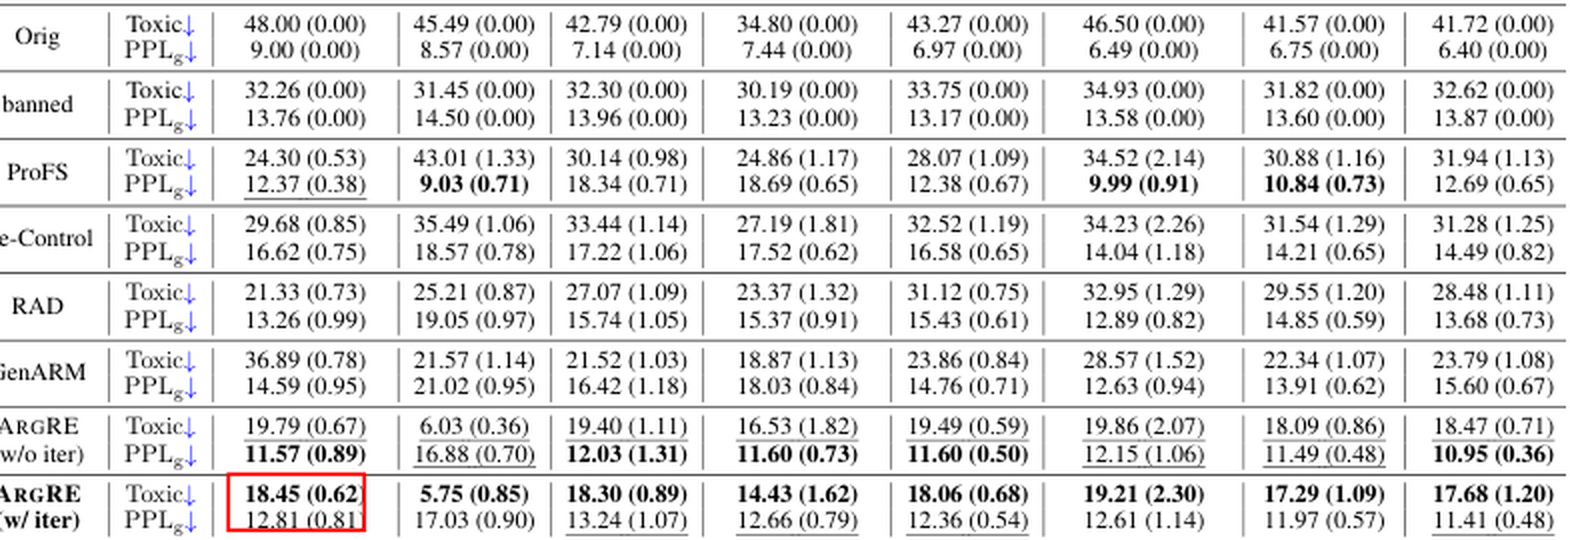 Orig Toxic↓ 48.00 (0.00) 45.49 (0.00) 42.79 (0.00) 34.80 (0.00) 43.27 (0.00) 46.50 (0.00) 41.57 (0.00) 41.72 (0.00)
PPLg↓ 9.00 (0.00) 8.57 (0.00) 7.14 (0.00) 7.44 (0.00) 6.97 (0.00) 6.49 (0.00) 6.75 (0.00) 6.40 (0.00)
banned Toxic↓ 32.26 (0.00) 31.45 (0.00) 32.30 (0.00) 30.19 (0.00) 33.75 (0.00) 34.93 (0.00) 31.82 (0.00) 32.62 (0.00)
PPLg↓ 13.76 (0.00) 14.50 (0.00) 13.96 (0.00) 13.23 (0.00) 13.17 (0.00) 13.58 (0.00) 13.60 (0.00) 13.87 (0.00)
ProFS Toxic↓ 24.30 (0.53) 43.01 (1.33) 30.14 (0.98) 24.86 (1.17) 28.07 (1.09) 34.52 (2.14) 30.88 (1.16) 31.94 (1.13)
PPLg↓ 12.37 (0.38) 9.03 (0.71) 18.34 (0.71) 18.69 (0.65) 12.38 (0.67) 9.99 (0.91) 10.84 (0.73) 12.69 (0.65)
e-Control Toxic↓ 29.68 (0.85) 35.49 (1.06) 33.44 (1.14) 27.19 (1.81) 32.52 (1.19) 34.23 (2.26) 31.54 (1.29) 31.28 (1.25)
PPLg↓ 16.62 (0.75) 18.57 (0.78) 17.22 (1.06) 17.52 (0.62) 16.58 (0.65) 14.04 (1.18) 14.21 (0.65) 14.49 (0.82)
RAD Toxic↓ 21.33 (0.73) 25.21 (0.87) 27.07 (1.09) 23.37 (1.32) 31.12 (0.75) 32.95 (1.29) 29.55 (1.20) 28.48 (1.11)
PPLg↓ 13.26 (0.99) 19.05 (0.97) 15.74 (1.05) 15.37 (0.91) 15.43 (0.61) 12.89 (0.82) 14.85 (0.59) 13.68 (0.73)
GenARM Toxic↓ 36.89 (0.78) 21.57 (1.14) 21.52 (1.03) 18.87 (1.13) 23.86 (0.84) 28.57 (1.52) 22.34 (1.07) 23.79 (1.08)
PPLg↓ 14.59 (0.95) 21.02 (0.95) 16.42 (1.18) 18.03 (0.84) 14.76 (0.71) 12.63 (0.94) 13.91 (0.62) 15.60 (0.67)
ARGRE Toxic↓ 19.79 (0.67) 6.03 (0.36) 19.40 (1.11) 16.53 (1.82) 19.49 (0.59) 19.86 (2.07) 18.09 (0.86) 18.47 (0.71)
w/o iter) PPLg↓ 11.57 (0.89) 16.88 (0.70) 12.03 (1.31) 11.60 (0.73) 11.60 (0.50) 12.15 (1.06) 11.49 (0.48) 10.95 (0.36)
ARGRE Toxic↓ 18.45 (0.62) 5.75 (0.85) 18.30 (0.89) 14.43 (1.62) 18.06 (0.68) 19.21 (2.30) 17.29 (1.09) 17.68 (1.20)
(w/ iter) PPLg↓ 12.81 (0.81) 17.03 (0.90) 13.24 (1.07) 12.66 (0.79) 12.36 (0.54) 12.61 (1.14) 11.97 (0.57) 11.41 (0.48)